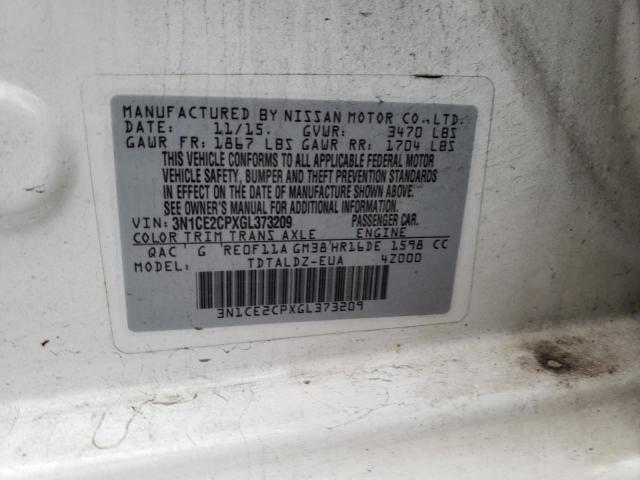 MANUFACTURED BY NISSAN MOTOR CO., LTD.
DATE: 11/15. GVWR: 3470 LBS
GAWR FR: 1867 LBS GAWR RR: 1704 LBS
THIS VEHICLE CONFORMS TO ALL APPLICABLE FEDERAL MOTOR
VEHICLE SAFETY, BUMPER AND THEFT PREVENTION STANDARDS
IN EFFECT ON THE DATE OF MANUFACTURE SHOWN ABOVE.
SEE OWNER'S MANUAL FOR ADDITIONAL INFORMATION.
VIN: 3N1CE2CPXGL373209 PASSENGER CAR.
COLOR TRIM TRANS AXLE ENGINE
QAC G RE0F11A GM38 HR16DE 1598 CC
MODEL: TDTALDZ-EUA 4Z000
3N1CE2CPXGL373209